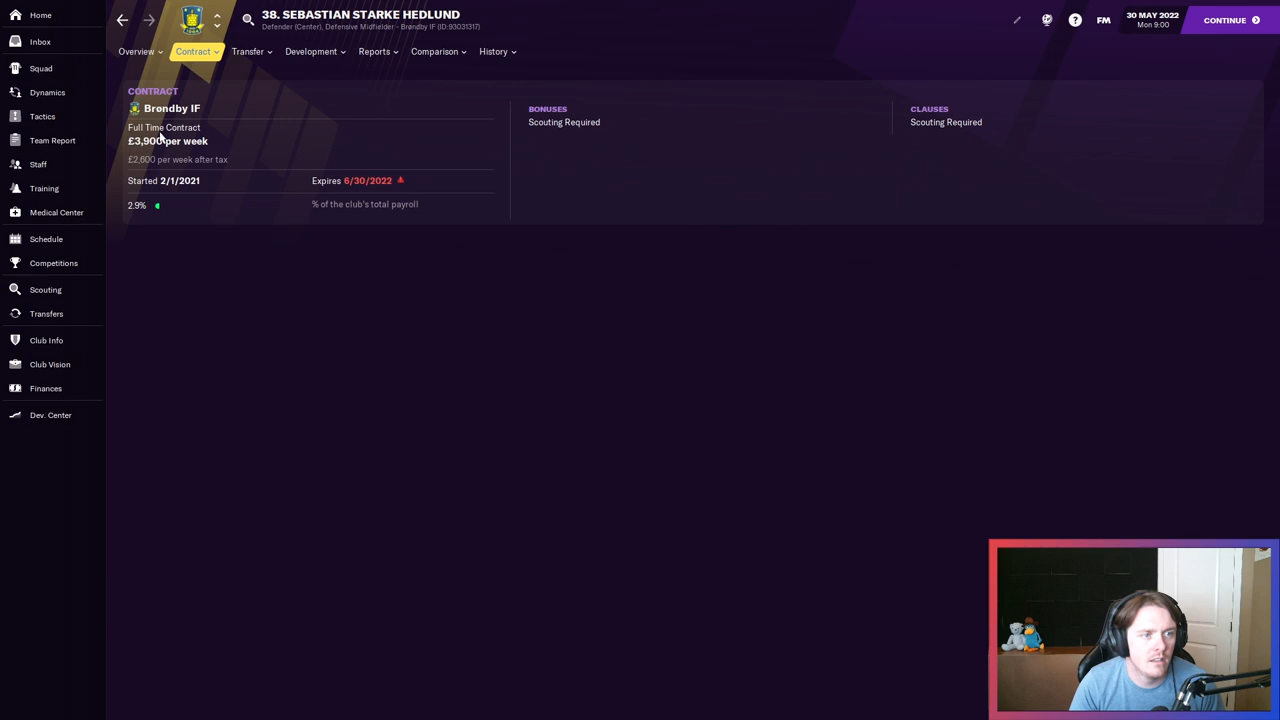 38. SEBASTIAN STARKE HEDLUND
Defender (Center), Defensive Midfielder - Brøndby IF (ID:93031317)
FM
30 MAY 2022
Mon 9:00
CONTINUE
Overview
Contract
Transfer
Development
Reports
Comparison
History
Home
Inbox
Squad
Dynamics
Tactics
Team Report
Staff
Training
Medical Center
Schedule
Competitions
Scouting
Transfers
Club Info
Club Vision
Finances
Dev. Center
CONTRACT
Brøndby IF
Full Time Contract
£3,900 per week
£2,600 per week after tax
Started 2/1/2021
Expires 6/30/2022
2.9%
% of the club's total payroll
BONUSES
Scouting Required
CLAUSES
Scouting Required